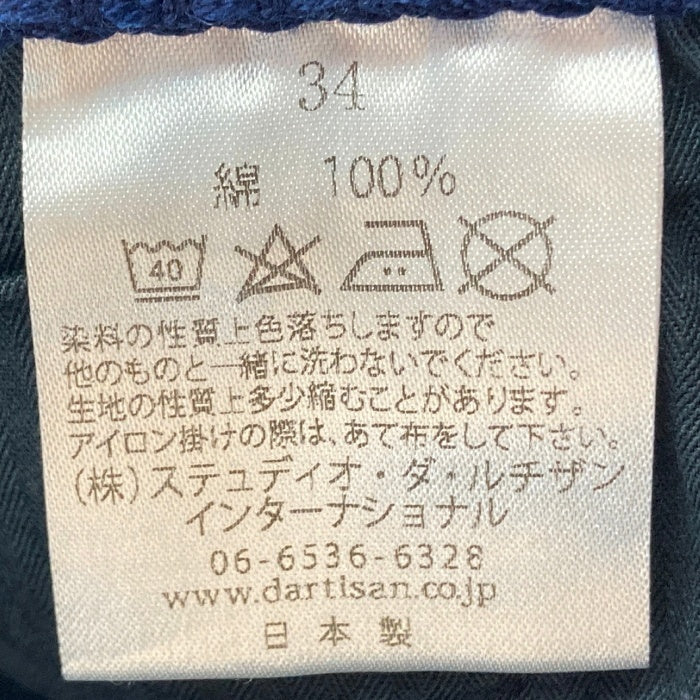 34
綿 100%
40
染料の性質上色落ちしますので
他のものと一緒に洗わないでください。
生地の性質上多少縮むことがあります。
アイロン掛けの際は、あて布をして下さい。
(株)ステュディオ・ダ・ルチザン
インターナショナル
06-6536-6328
www.dartisan.co.jp
日本製